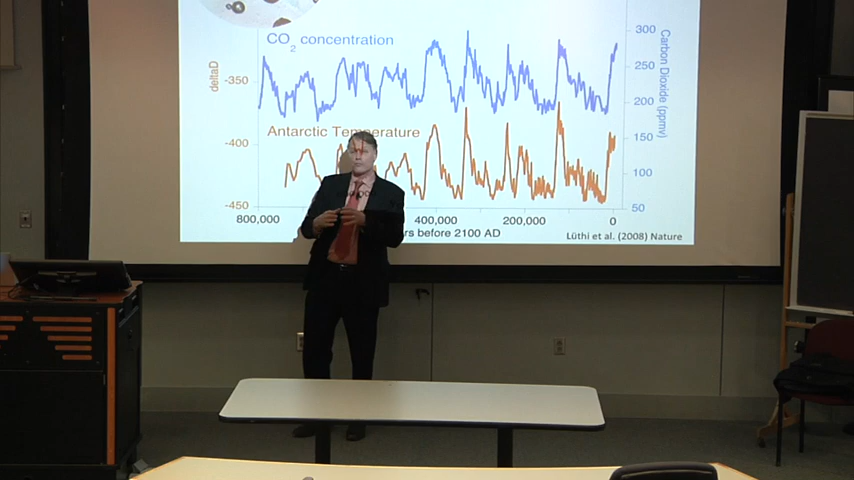 CO2 concentration
deltaD
-350
-400
-450
Antarctic Temperature
300
250
200
150
100
50
Carbon Dioxide (ppmv)
800,000
400,000
200,000
0
before 2100 AD
Lüthi et al. (2008) Nature